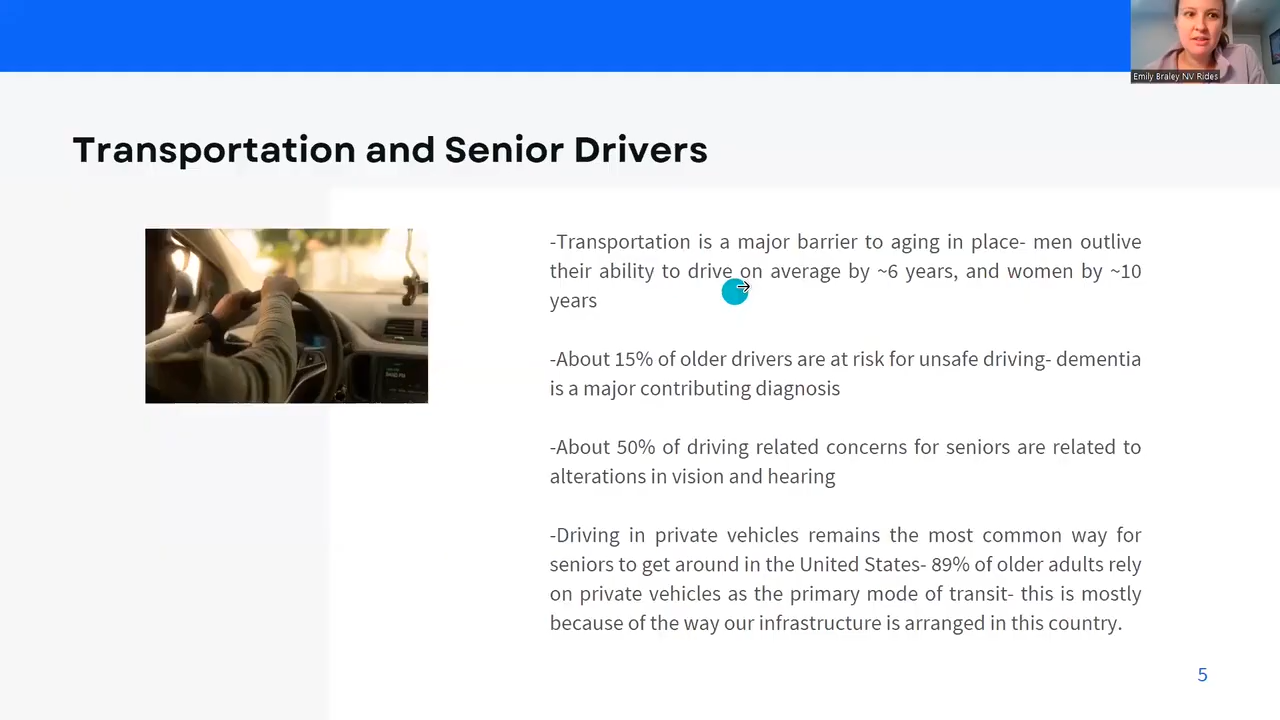 Emily Braley NV Rides
Transportation and Senior Drivers
-Transportation is a major barrier to aging in place- men outlive
their ability to drive on average by ~6 years, and women by ~10
years
-About 15% of older drivers are at risk for unsafe driving- dementia
is a major contributing diagnosis
-About 50% of driving related concerns for seniors are related to
alterations in vision and hearing
-Driving in private vehicles remains the most common way for
seniors to get around in the United States- 89% of older adults rely
on private vehicles as the primary mode of transit- this is mostly
because of the way our infrastructure is arranged in this country.
5